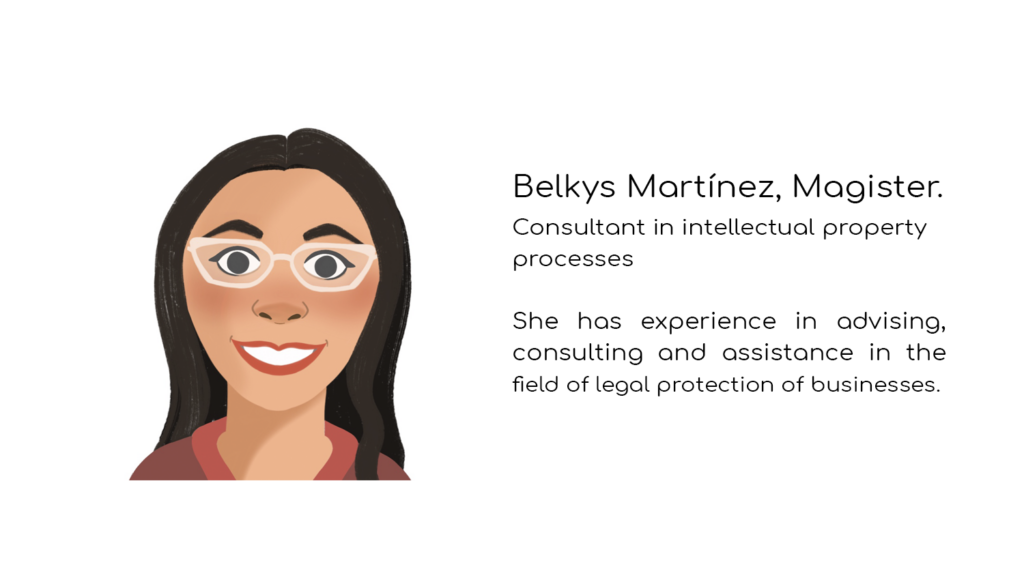 Belkys Martínez, Magister.
Consultant in intellectual property
processes
She has experience in advising,
consulting and assistance in the
field of legal protection of businesses.